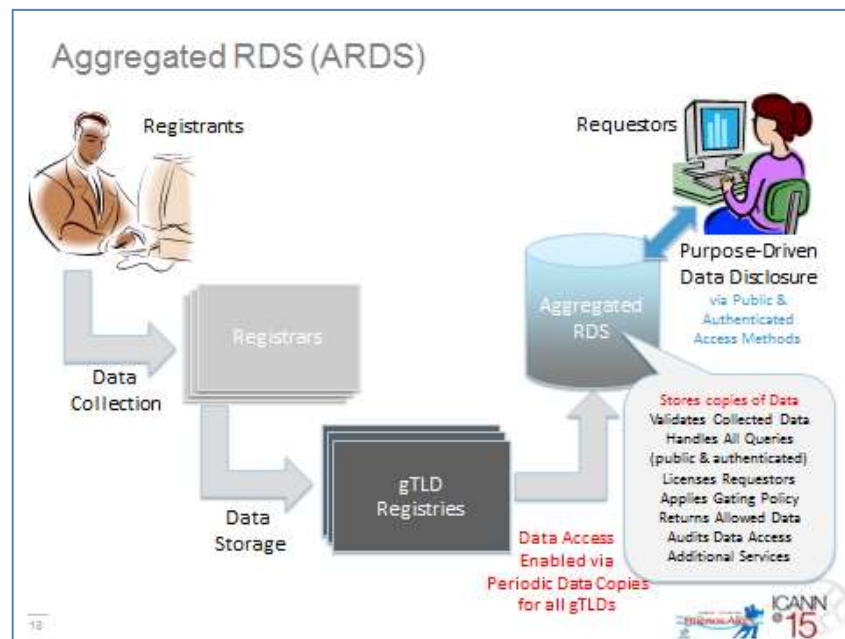 Aggregated RDS (ARDS)
Registrants
Requestors
Registrars
Data
Collection
gTLD
Registries
Data
Storage
Aggregated
RDS
Purpose-Driven
Data Disclosure
via Public &
Authenticated
Access Methods
Stores copies of Data
Validates Collected Data
Handles All Queries
(public & authenticated)
Licenses Requestors
Applies Gating Policy
Returns Allowed Data
Audits Data Access
Additional Services
Data Access
Enabled via
Periodic Data Copies
for all gTLDs
Buenos Aires
ICANN
@15